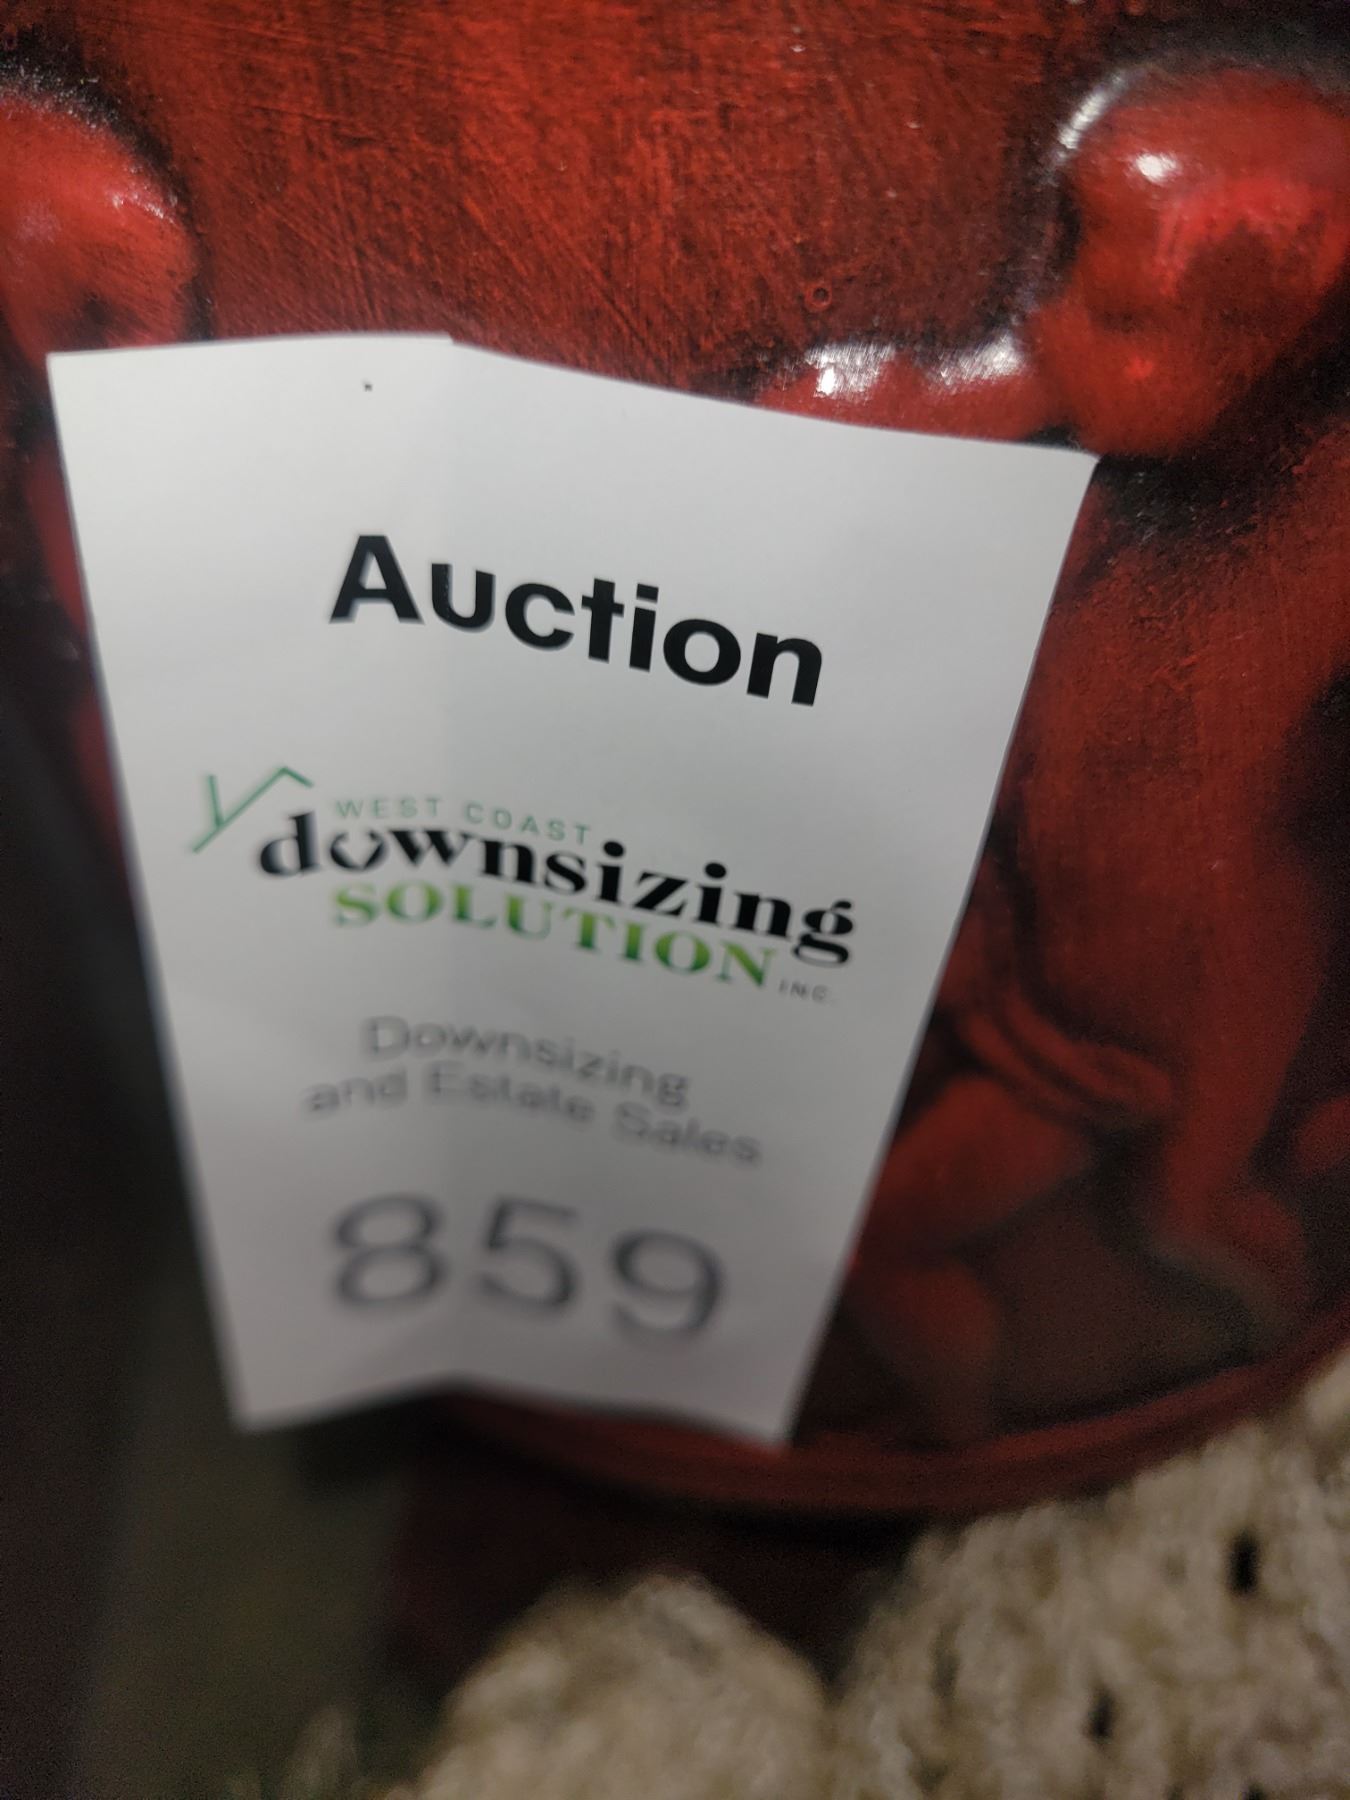 Auction
WEST COAST
downsizing
SOLUTION INC.
Downsizing
and Estate Sales
859